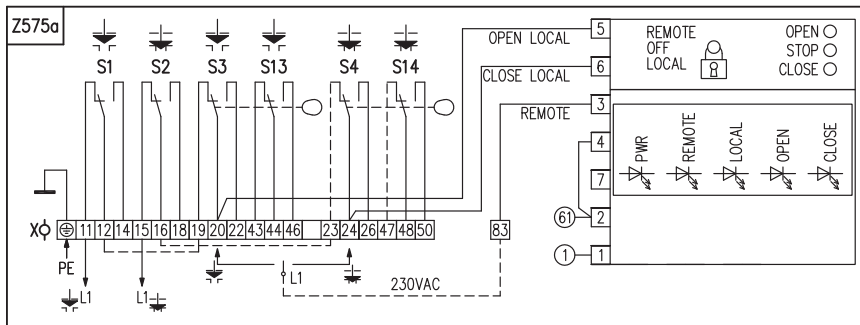 Z575a
S1 S2 S3 S13 S4 S14
OPEN LOCAL
CLOSE LOCAL
REMOTE
5
6
3
4
7
2
1
61
1
REMOTE
OFF
LOCAL
OPEN
STOP
CLOSE
PWR
REMOTE
LOCAL
OPEN
CLOSE
X
11 12 14 15 16 18 19 20 22 43 44 46 23 24 26 47 48 50 83
PE
L1
L1
L1
230VAC